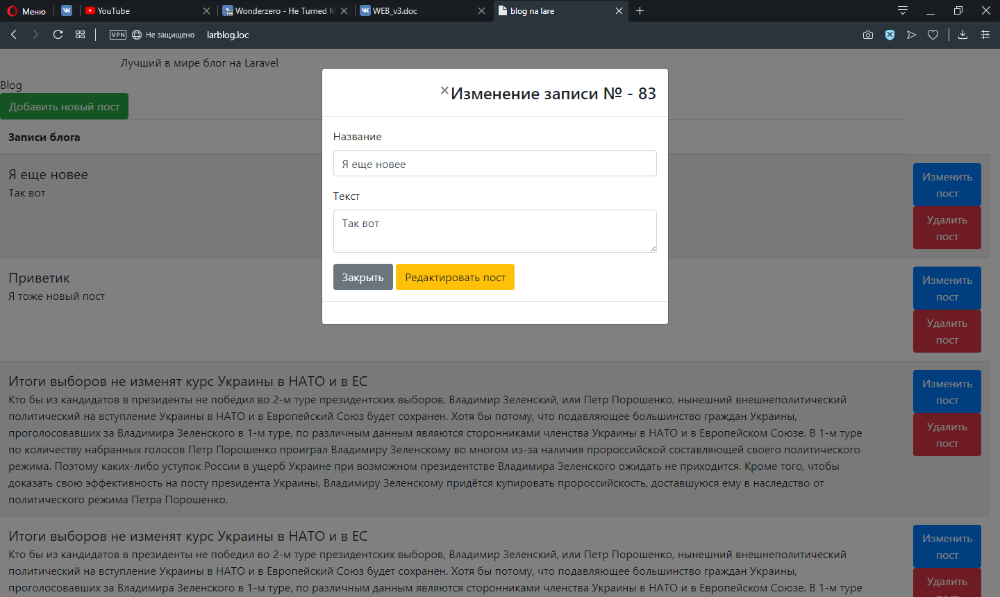 Меню
YouTube
Wonderzero - He Turned M
WEB_v3.doc
blog na lare
VPN
Не защищено
larblog.loc
Лучший в мире блог на Laravel
Blog
Добавить новый пост
Записи блога
×
Изменение записи № - 83
Название
Я еще новее
Текст
Так вот
Закрыть
Редактировать пост
Я еще новее
Так вот
Изменить
пост
Удалить
пост
Приветик
Я тоже новый пост
Изменить
пост
Удалить
пост
Итоги выборов не изменят курс Украины в НАТО и в ЕС
Кто бы из кандидатов в президенты не победил во 2-м туре президентских выборов, Владимир Зеленский, или Петр Порошенко, нынешний внешнеполитический
политический на вступление Украины в НАТО и в Европейский Союз будет сохранен. Хотя бы потому, что подавляющее большинство граждан Украины,
проголосовавших за Владимира Зеленского в 1-м туре, по различным данным являются сторонниками членства Украины в НАТО и в Европейском Союзе. В 1-м туре
по количеству набранных голосов Петр Порошенко проиграл Владимиру Зеленскому во многом из-за наличия пророссийской составляющей своего политического
режима. Поэтому каких-либо уступок России в ущерб Украине при возможном президентстве Владимира Зеленского ожидать не приходится. Кроме того, чтобы
доказать свою эффективность на посту президента Украины, Владимиру Зеленскому придётся купировать пророссийскость, доставшуюся ему в наследство от
политического режима Петра Порошенко.
Изменить
пост
Удалить
пост
Итоги выборов не изменят курс Украины в НАТО и в ЕС
Кто бы из кандидатов в президенты не победил во 2-м туре президентских выборов, Владимир Зеленский, или Петр Порошенко, нынешний внешнеполитический
политический на вступление Украины в НАТО и в Европейский Союз будет сохранен. Хотя бы потому, что подавляющее большинство граждан Украины,
проголосовавших за Владимира Зеленского в 1-м туре, по различным данным являются сторонниками членства Украины в НАТО и в Европейском Союзе. В 1-м туре
Изменить
пост
Удалить